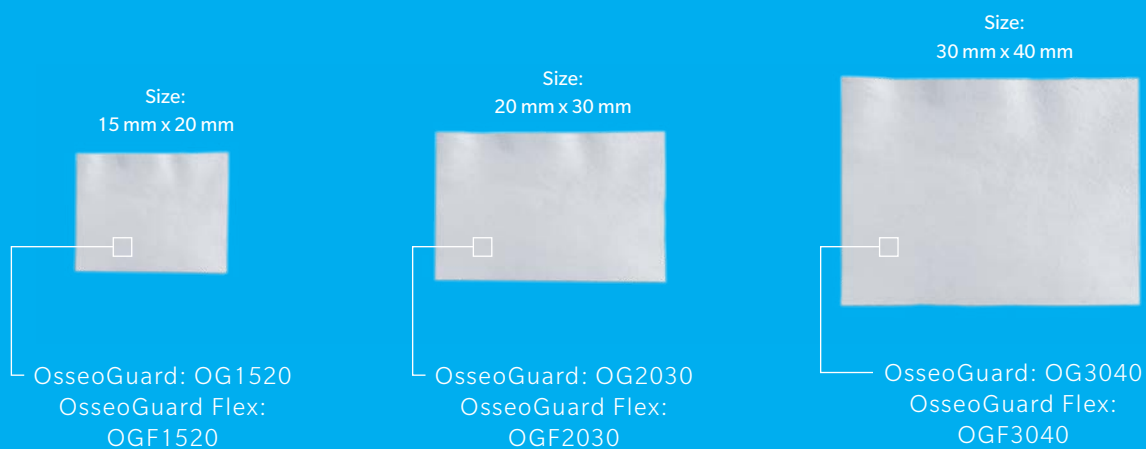 Size:
15 mm x 20 mm
OsseoGuard: OG1520
OsseoGuard Flex:
OGF1520
Size:
20 mm x 30 mm
OsseoGuard: OG2030
OsseoGuard Flex:
OGF2030
Size:
30 mm x 40 mm
OsseoGuard: OG3040
OsseoGuard Flex:
OGF3040